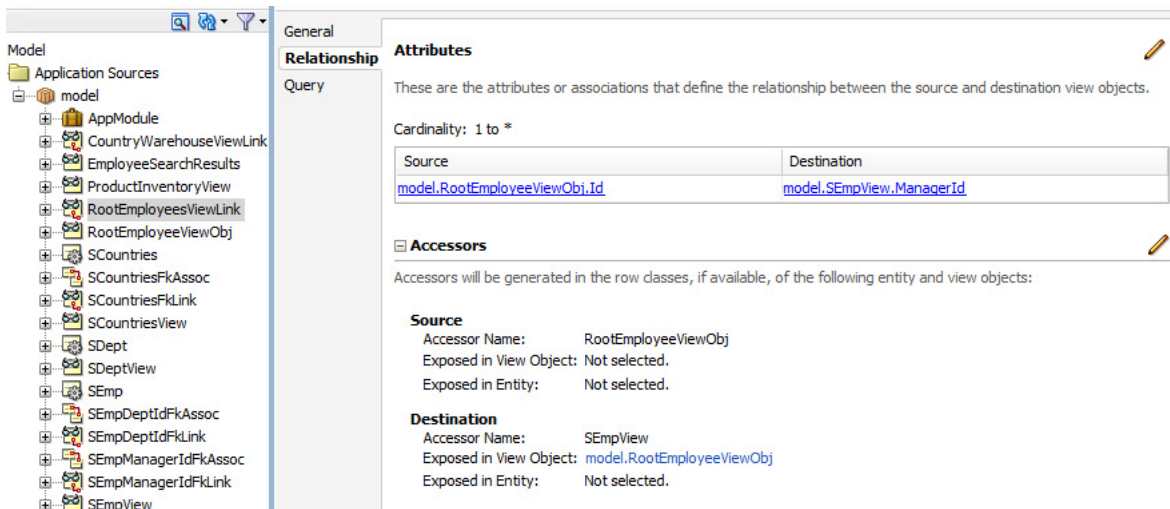 Model
Application Sources
model
AppModule
CountryWarehouseViewLink
EmployeeSearchResults
ProductInventoryView
RootEmployeesViewLink
RootEmployeeViewObj
SCountries
SCountriesFkAssoc
SCountriesFkLink
SCountriesView
SDept
SDeptView
SEmp
SEmpDeptIdFkAssoc
SEmpDeptIdFkLink
SEmpManagerIdFkAssoc
SEmpManagerIdFkLink
SEmpView
General
Relationship
Query
Attributes
These are the attributes or associations that define the relationship between the source and destination view objects.
Cardinality: 1 to *
Source Destination
model.RootEmployeeViewObj.Id model.SEmpView.ManagerId
Accessors
Accessors will be generated in the row classes, if available, of the following entity and view objects:
Source
Accessor Name: RootEmployeeViewObj
Exposed in View Object: Not selected.
Exposed in Entity: Not selected.
Destination
Accessor Name: SEmpView
Exposed in View Object: model.RootEmployeeViewObj
Exposed in Entity: Not selected.